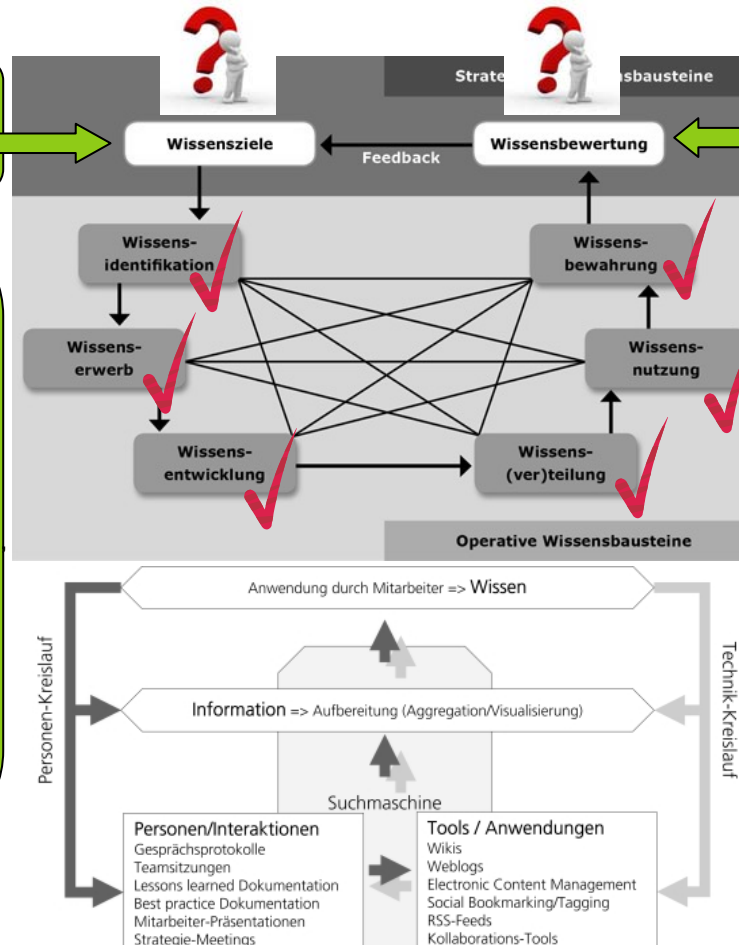 Strate
sbausteine
Wissensziele
Feedback
Wissensbewertung
Wissens-
identifikation
Wissens-
bewahrung
Wissens-
erwerb
Wissens-
nutzung
Wissens-
entwicklung
Wissens-
(ver)teilung
Operative Wissensbausteine
Anwendung durch Mitarbeiter => Wissen
Personen-Kreislauf
Technik-Kreislauf
Information => Aufbereitung (Aggregation/Visualisierung)
Suchmaschine
Personen/Interaktionen
Gesprächsprotokolle
Teamsitzungen
Lessons learned Dokumentation
Best practice Dokumentation
Mitarbeiter-Präsentationen
Strategie-Meetings
Tools / Anwendungen
Wikis
Weblogs
Electronic Content Management
Social Bookmarking/Tagging
RSS-Feeds
Kollaborations-Tools